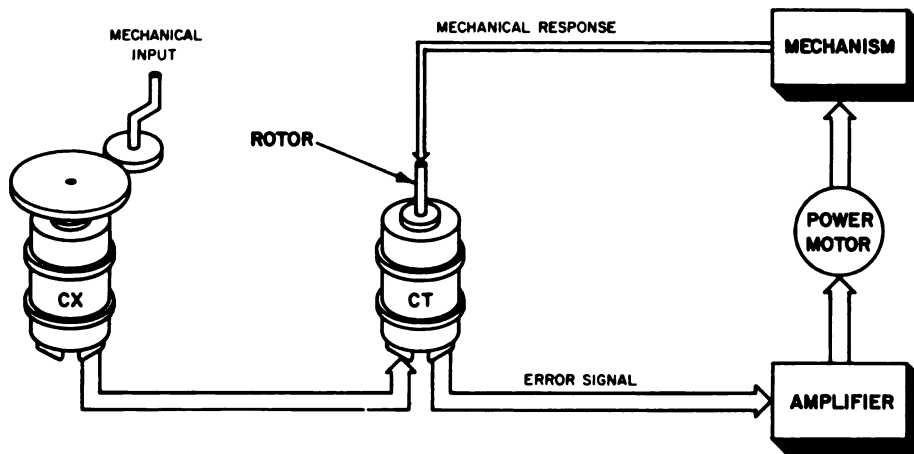 MECHANICAL
INPUT
MECHANICAL RESPONSE
MECHANISM
ROTOR
POWER
MOTOR
CX
CT
ERROR SIGNAL
AMPLIFIER